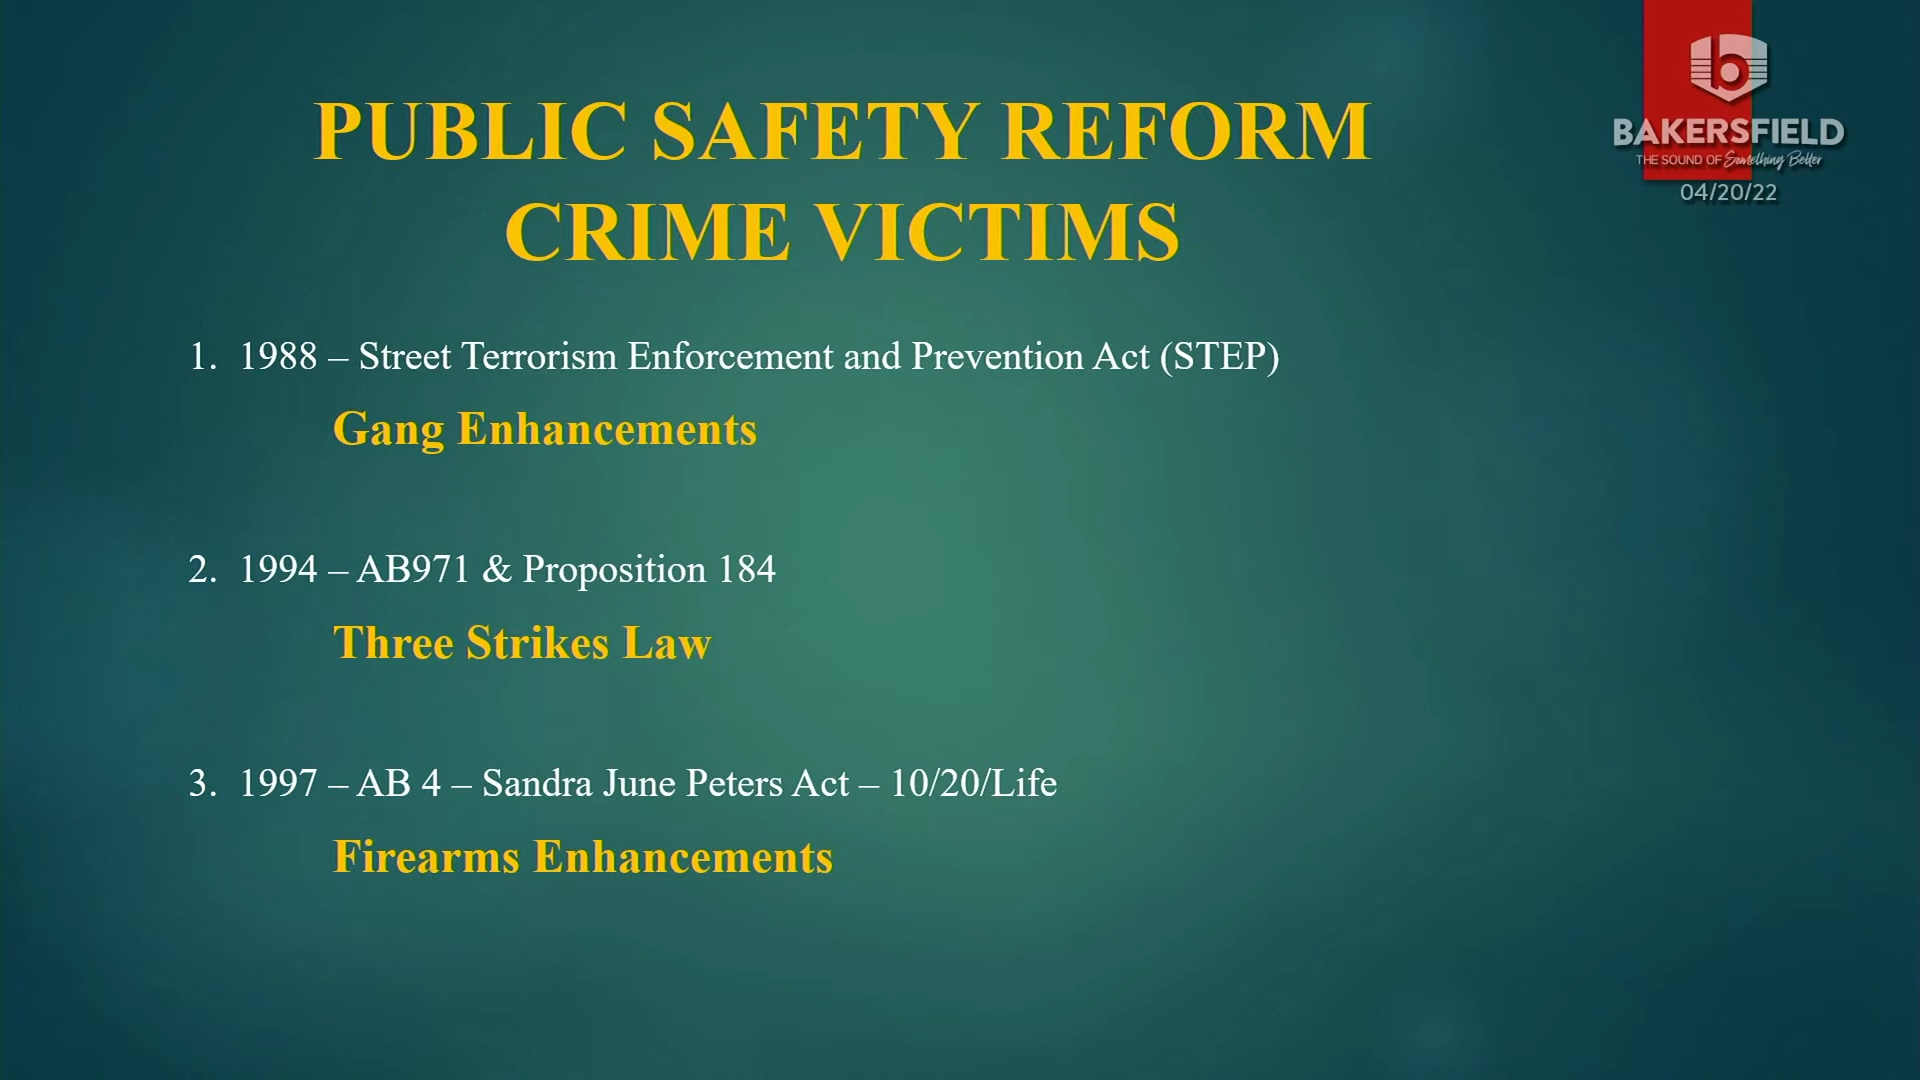 PUBLIC SAFETY REFORM
CRIME VICTIMS
BAKERSFIELD
THE SOUND OF Something Better
04/20/22
1. 1988 – Street Terrorism Enforcement and Prevention Act (STEP)
Gang Enhancements
2. 1994 – AB971 & Proposition 184
Three Strikes Law
3. 1997 – AB 4 – Sandra June Peters Act – 10/20/Life
Firearms Enhancements